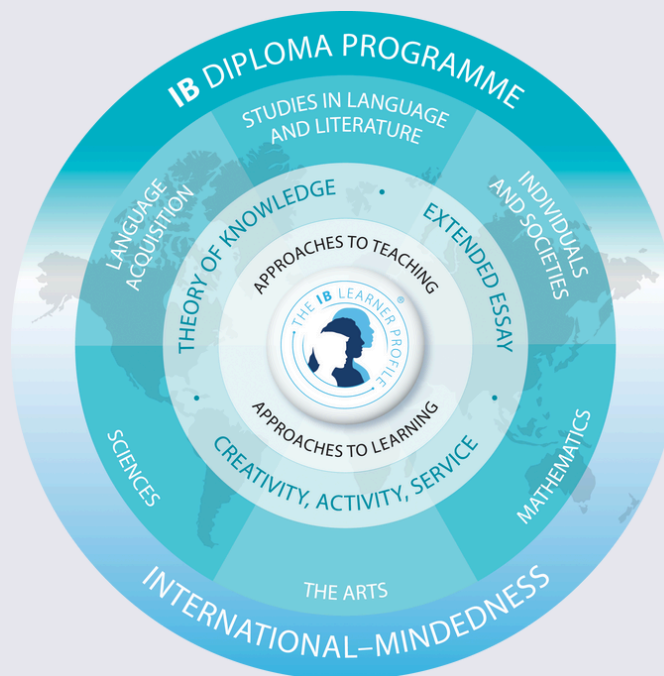 IB DIPLOMA PROGRAMME
STUDIES IN LANGUAGE
AND LITERATURE
LANGUAGE
ACQUISITION
INDIVIDUALS
AND SOCIETIES
THEORY OF KNOWLEDGE
EXTENDED ESSAY
APPROACHES TO TEACHING
THE IB LEARNER PROFILE ®
APPROACHES TO LEARNING
CREATIVITY, ACTIVITY, SERVICE
SCIENCES
MATHEMATICS
THE ARTS
INTERNATIONAL–MINDEDNESS